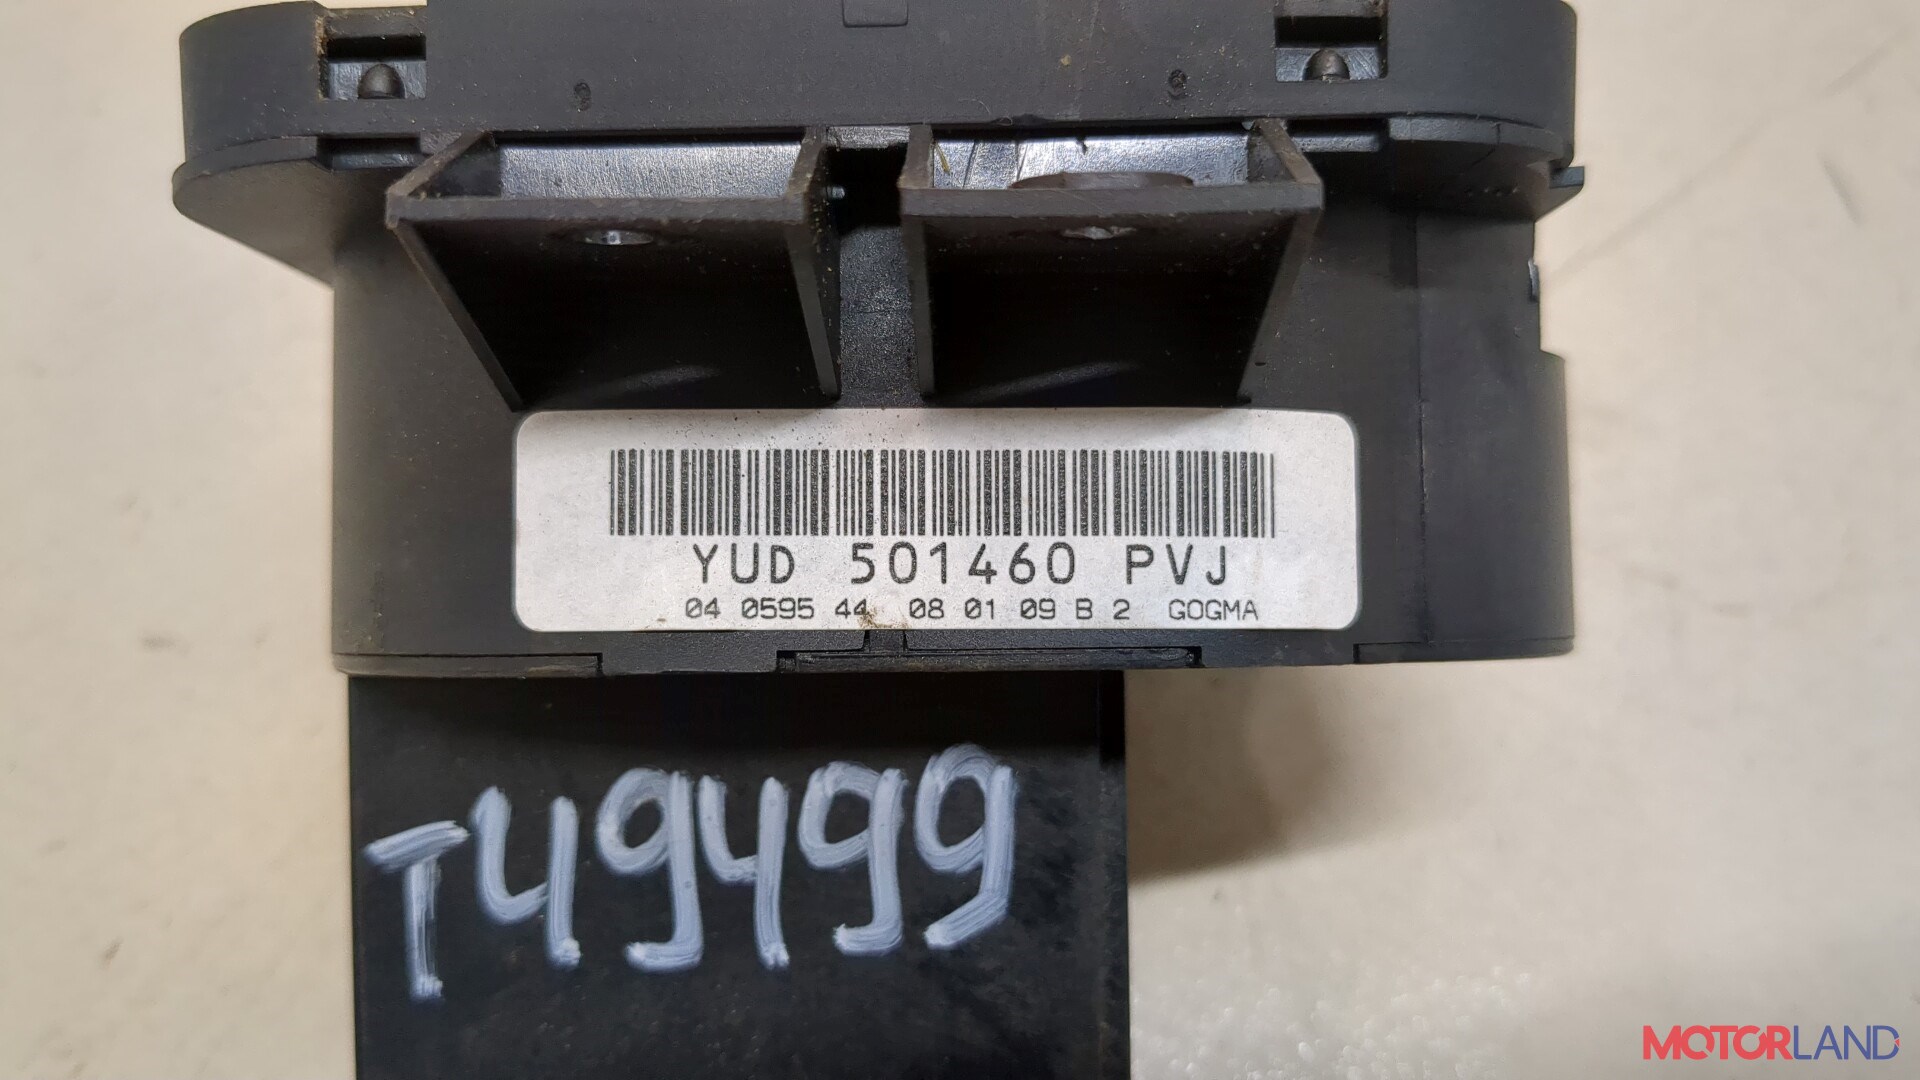 YUD 501460 PVJ
04 0595 44 08 01 09 B 2 GOGMA
T49499
MOTORLAND